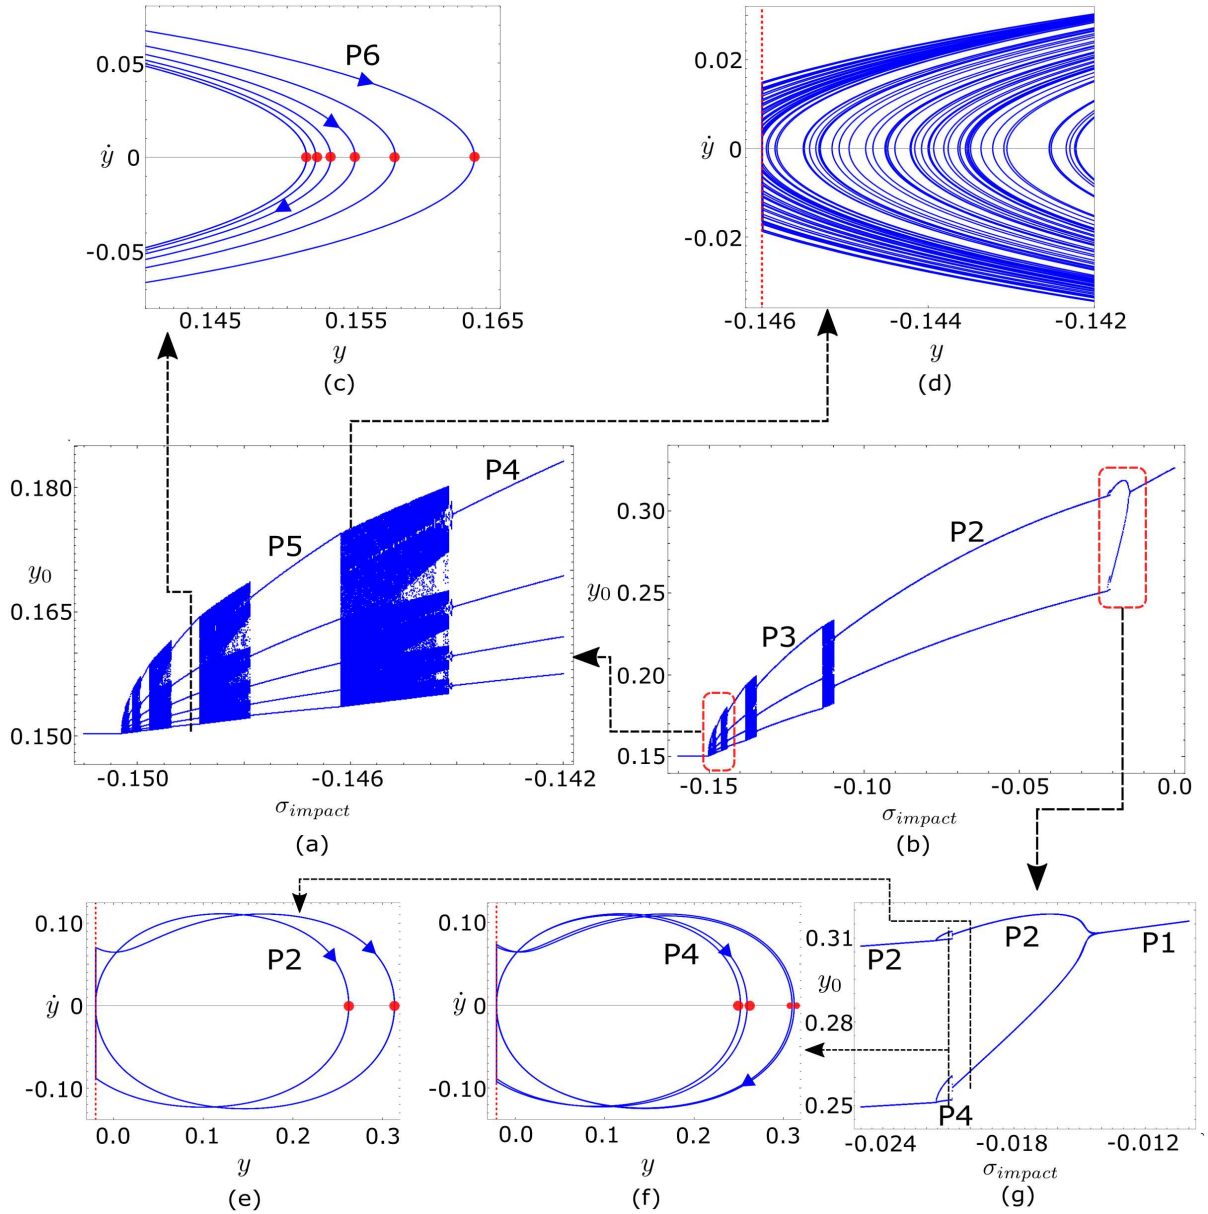 0.05
P6
ẏ 0
-0.05
0.145 0.155 0.165
y
(c)
0.02
ẏ 0
-0.02
-0.146 -0.144 -0.142
y
(d)
0.180
P4
P5
y₀
0.165
0.150
-0.150 -0.146 -0.142
σ_impact
(a)
0.30
P2
y₀ 0.25
P3
0.20
0.15
-0.15 -0.10 -0.05 0.0
σ_impact
(b)
0.10
P2
ẏ 0
-0.10
0.0 0.1 0.2 0.3
y
(e)
0.10
P4
ẏ 0
-0.10
0.0 0.1 0.2 0.3
y
(f)
0.31
P2 P2 P1
y₀
0.28
0.25
P4
-0.024 -0.018 -0.012
σ_impact
(g)